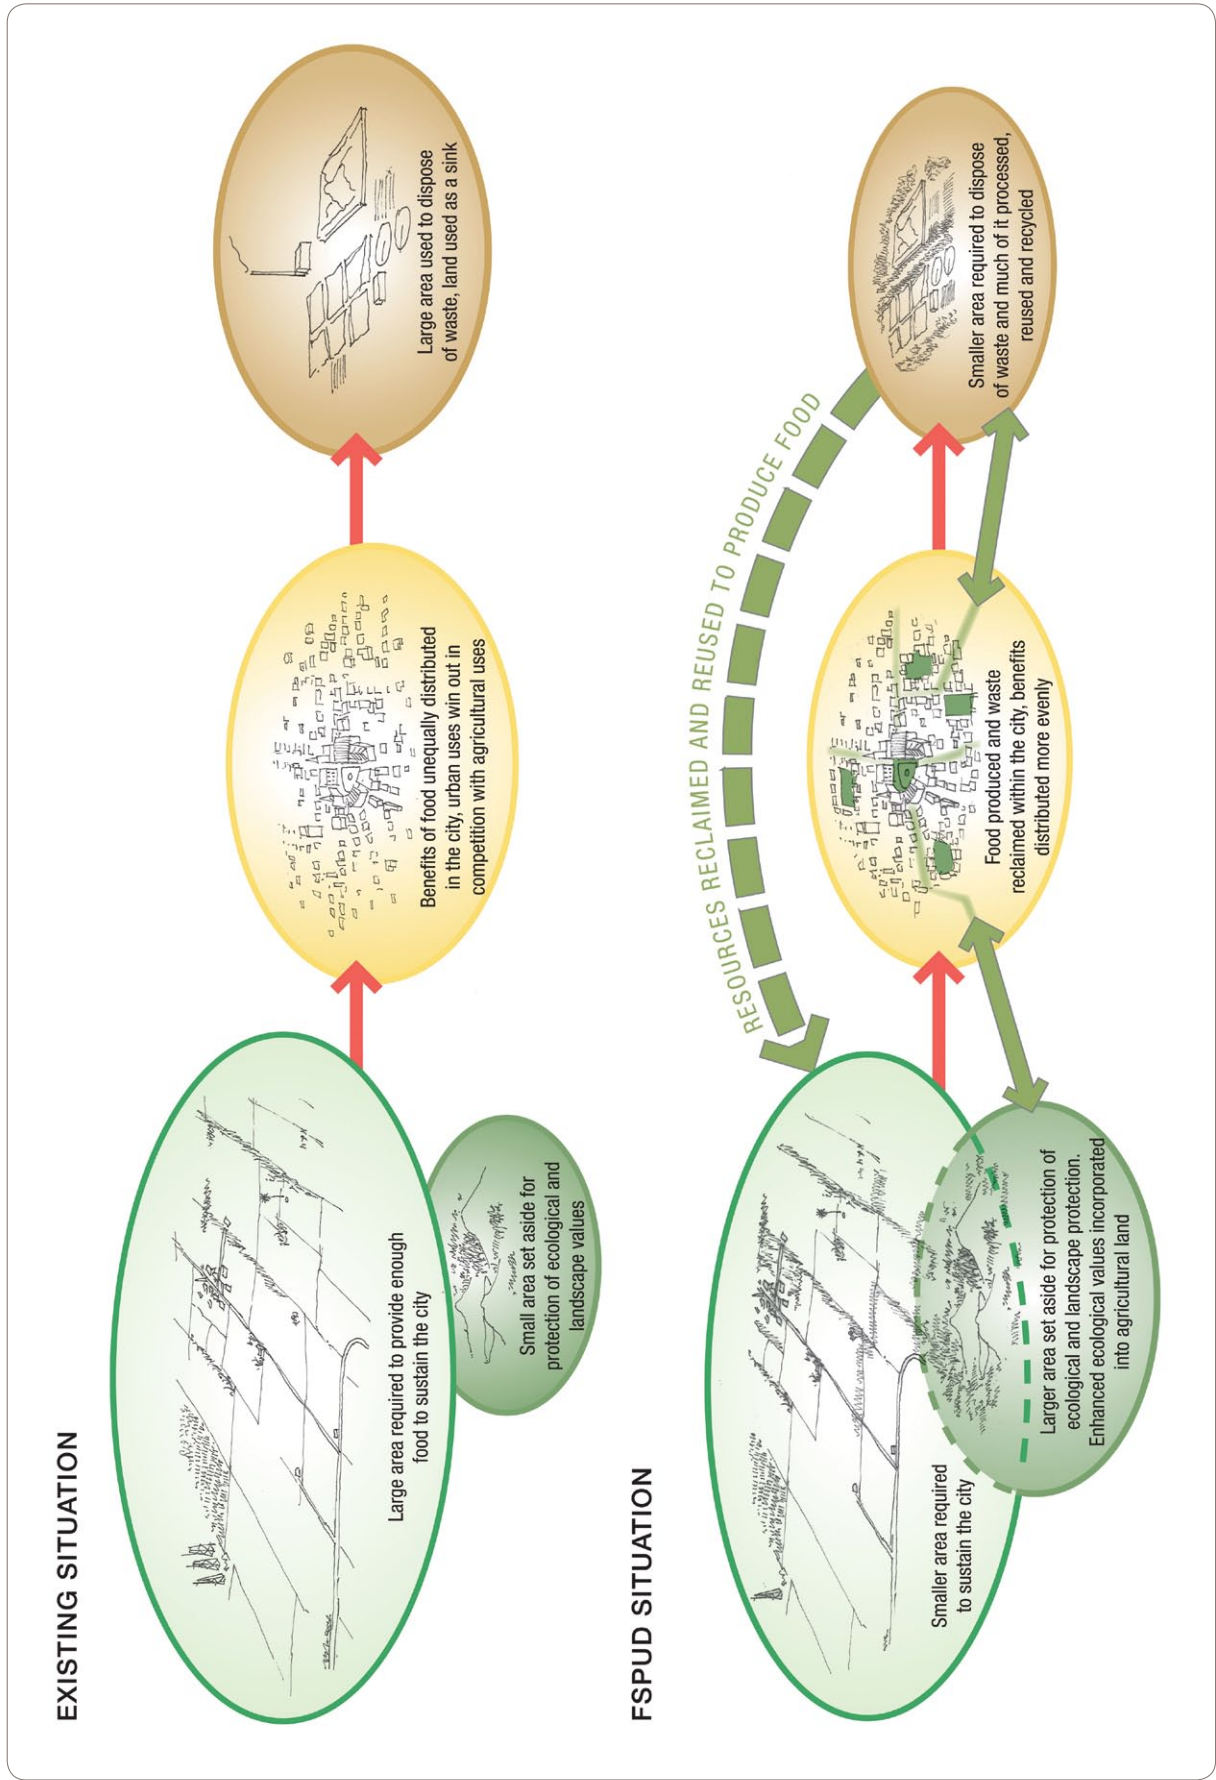 EXISTING SITUATION
Large area required to provide enough
food to sustain the city
Small area set aside for
protection of ecological and
landscape values
Benefits of food unequally distributed
in the city, urban uses win out in
competition with agricultural uses
Large area used to dispose
of waste, land used as a sink
FSPUD SITUATION
Smaller area required
to sustain the city
Larger area set aside for protection of
ecological and landscape protection.
Enhanced ecological values incorporated
into agricultural land
RESOURCES RECLAIMED AND REUSED TO PRODUCE FOOD
Food produced and waste
reclaimed within the city, benefits
distributed more evenly
Smaller area required to dispose
of waste and much of it processed,
reused and recycled